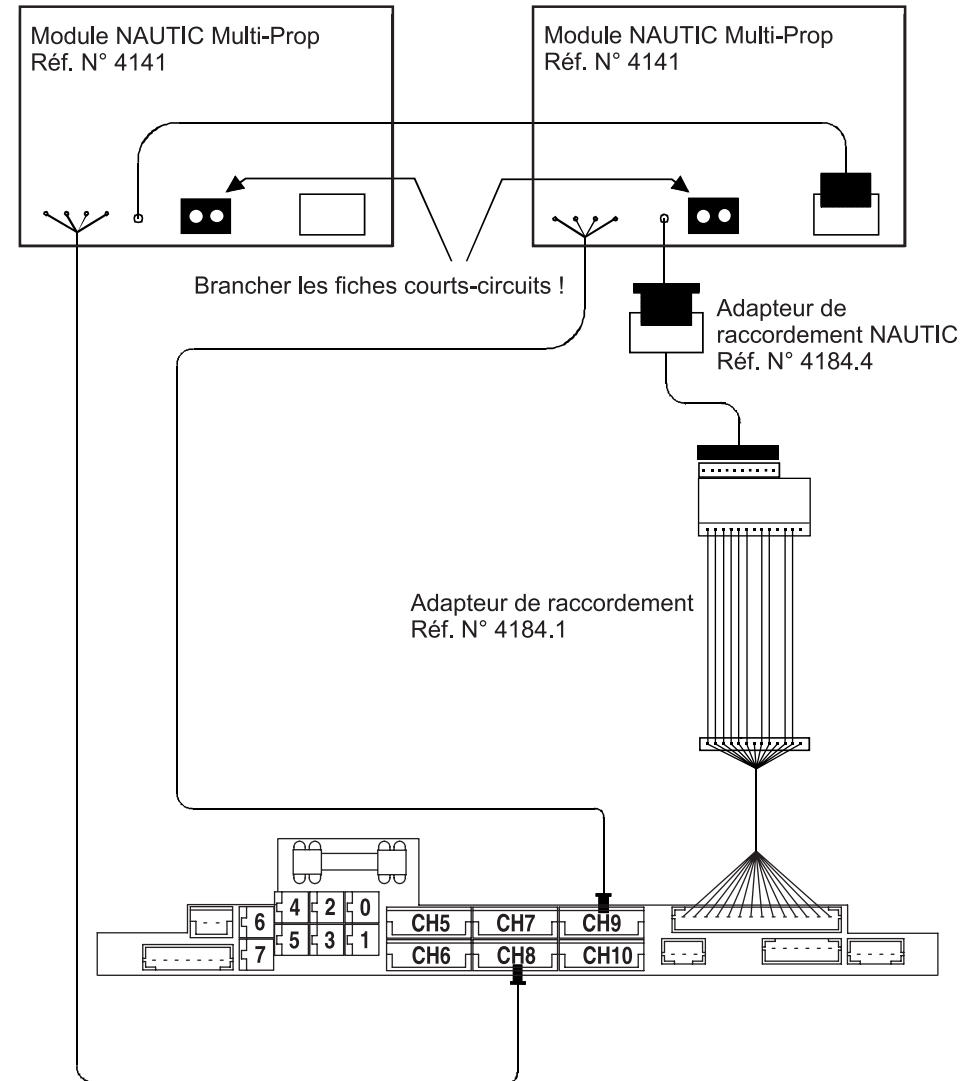 Module NAUTIC Multi-Prop
Réf. N° 4141
Module NAUTIC Multi-Prop
Réf. N° 4141
Brancher les fiches courts-circuits !
Adapteur de
raccordement NAUTIC
Réf. N° 4184.4
Adapteur de raccordement
Réf. N° 4184.1
6 4 2 0
7 5 3 1
CH5 CH7 CH9
CH6 CH8 CH10